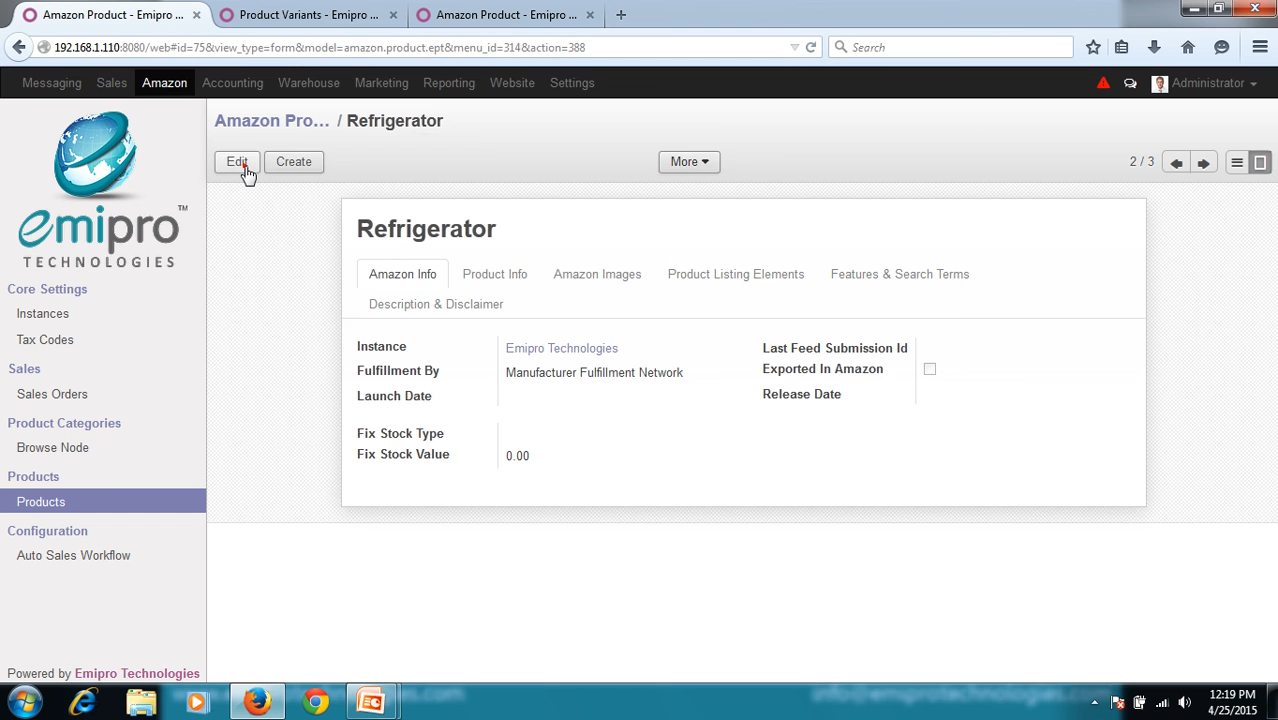 Amazon Product - Emipro ... ×
Product Variants - Emipro ... ×
Amazon Product - Emipro ... ×
192.168.1.110:8080/web#id=75&view_type=form&model=amazon.product.ept&menu_id=314&action=388
Search
Messaging Sales Amazon Accounting Warehouse Marketing Reporting Website Settings Administrator
emipro™
TECHNOLOGIES
Core Settings
Instances
Tax Codes
Sales
Sales Orders
Product Categories
Browse Node
Products
Products
Configuration
Auto Sales Workflow
Powered by Emipro Technologies
Amazon Pro... / Refrigerator
Edit Create More 2 / 3
Refrigerator
Amazon Info Product Info Amazon Images Product Listing Elements Features & Search Terms
Description & Disclaimer
Instance Emipro Technologies
Fulfillment By Manufacturer Fulfillment Network
Launch Date
Last Feed Submission Id
Exported In Amazon
Release Date
Fix Stock Type
Fix Stock Value 0.00
12:19 PM
4/25/2015